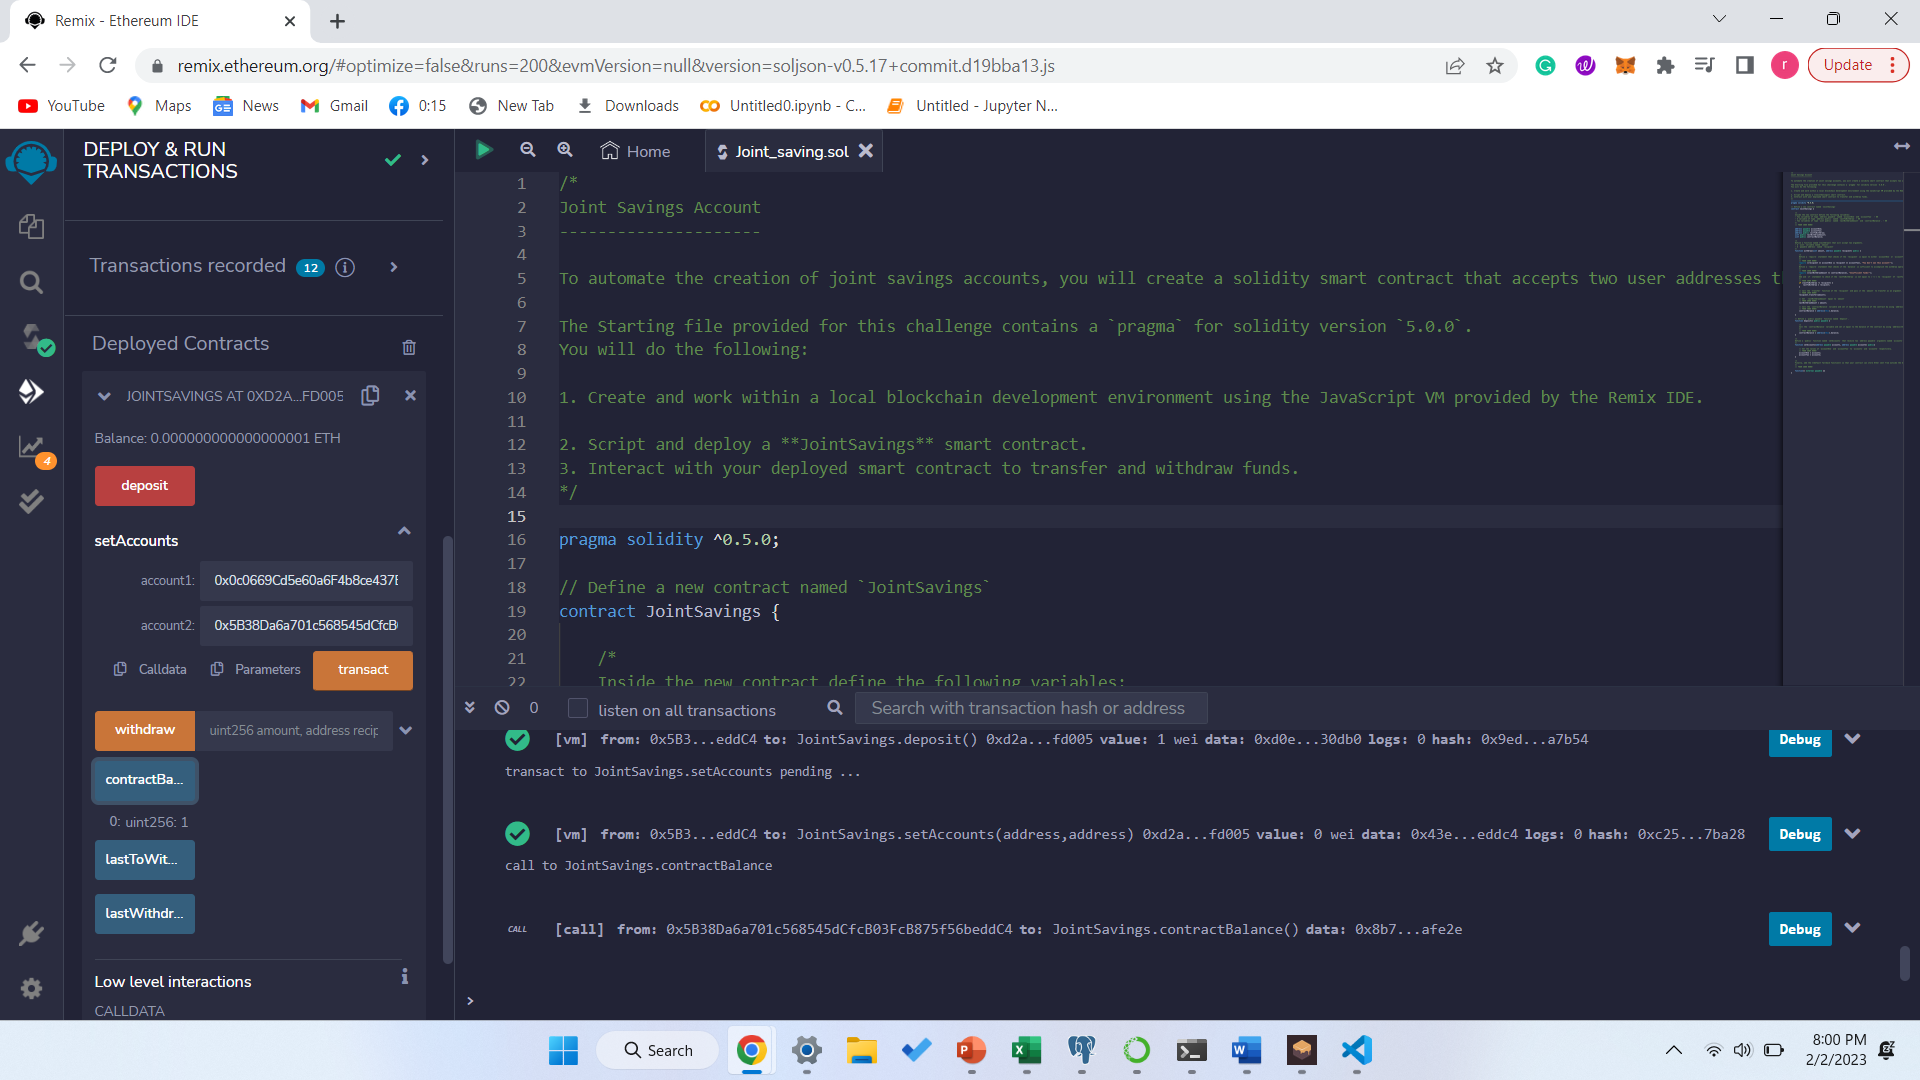 Remix - Ethereum IDE
remix.ethereum.org/#optimize=false&runs=200&evmVersion=null&version=soljson-v0.5.17+commit.d19bba13.js
r
Update
YouTube
Maps
News
Gmail
0:15
New Tab
Downloads
Untitled0.ipynb - C...
Untitled - Jupyter N...
DEPLOY & RUN
TRANSACTIONS
Transactions recorded 12
Deployed Contracts
JOINTSAVINGS AT 0XD2A...FD005
Balance: 0.000000000000000001 ETH
deposit
setAccounts
account1: 0x0c0669Cd5e60a6F4b8ce437E
account2: 0x5B38Da6a701c568545dCfcB
Calldata
Parameters
transact
withdraw
uint256 amount, address recip
contractBa...
0: uint256: 1
lastToWit...
lastWithdr...
Low level interactions
CALLDATA
4
Home
Joint_saving.sol
1 /*
2 Joint Savings Account
3 ---------------------
4
5 To automate the creation of joint savings accounts, you will create a solidity smart contract that accepts two user addresses t
6
7 The Starting file provided for this challenge contains a `pragma` for solidity version `5.0.0`.
8 You will do the following:
9
10 1. Create and work within a local blockchain development environment using the JavaScript VM provided by the Remix IDE.
11
12 2. Script and deploy a **JointSavings** smart contract.
13 3. Interact with your deployed smart contract to transfer and withdraw funds.
14 */
15
16 pragma solidity ^0.5.0;
17
18 // Define a new contract named `JointSavings`
19 contract JointSavings {
20
21 /*
22 Inside the new contract define the following variables:
0
listen on all transactions
Search with transaction hash or address
[vm] from: 0x5B3...eddC4 to: JointSavings.deposit() 0xd2a...fd005 value: 1 wei data: 0xd0e...30db0 logs: 0 hash: 0x9ed...a7b54
Debug
transact to JointSavings.setAccounts pending ...
[vm] from: 0x5B3...eddC4 to: JointSavings.setAccounts(address,address) 0xd2a...fd005 value: 0 wei data: 0x43e...eddc4 logs: 0 hash: 0xc25...7ba28
Debug
call to JointSavings.contractBalance
CALL [call] from: 0x5B38Da6a701c568545dCfcB03FcB875f56beddC4 to: JointSavings.contractBalance() data: 0x8b7...afe2e
Debug
>
Search
8:00 PM
2/2/2023